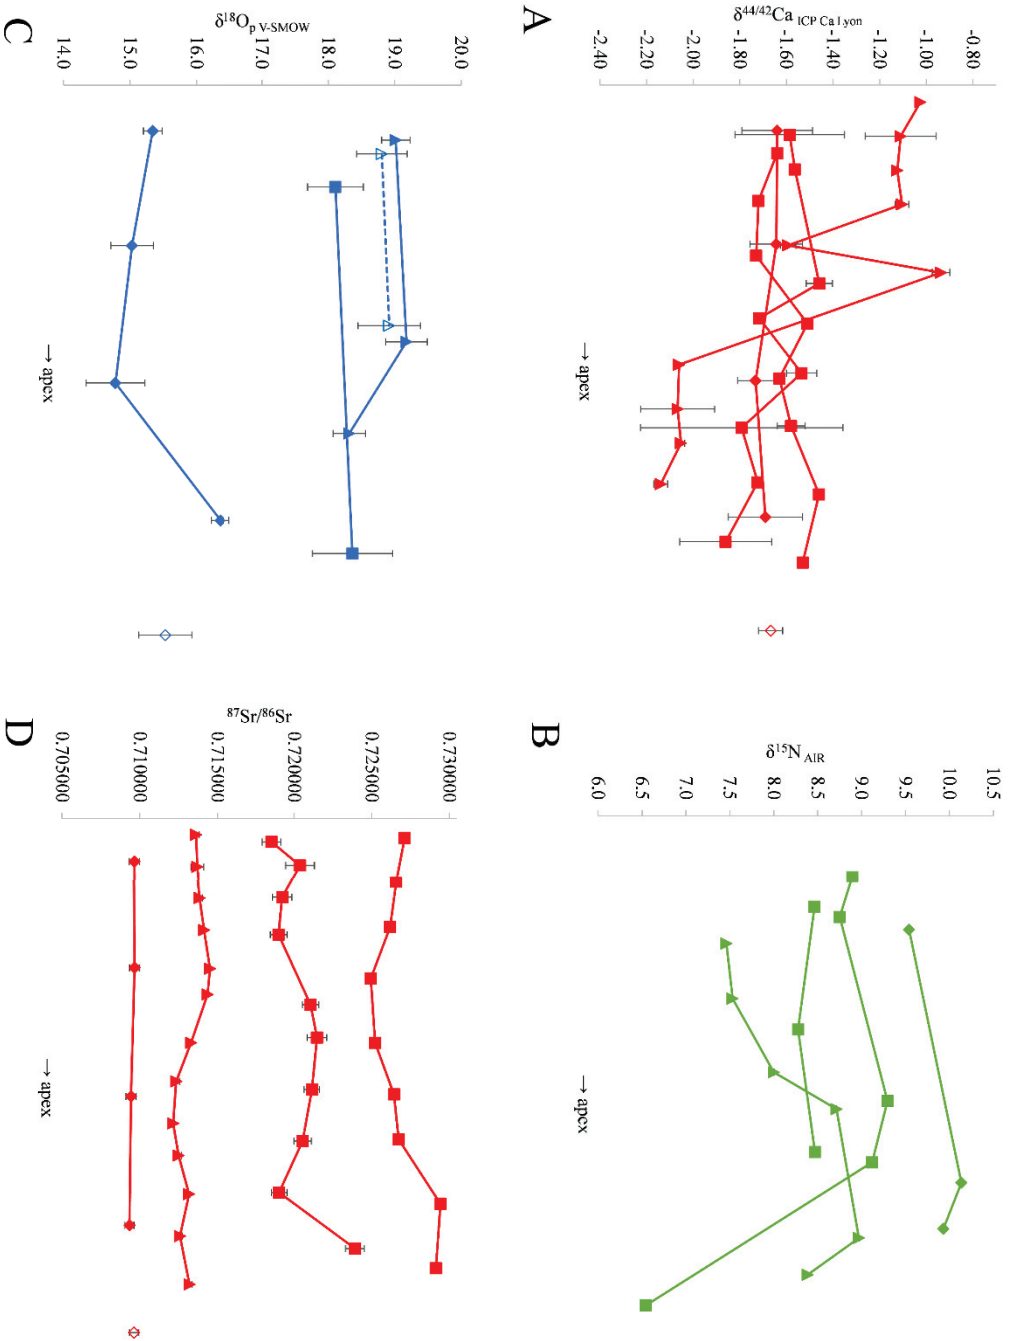 A
δ44/42Ca ICP Ca Lyon
-0.80
-1.00
-1.20
-1.40
-1.60
-1.80
-2.00
-2.20
-2.40
→ apex
B
δ15N AIR
10.5
10.0
9.5
9.0
8.5
8.0
7.5
7.0
6.5
6.0
→ apex
C
δ18Op V-SMOW
20.0
19.0
18.0
17.0
16.0
15.0
14.0
→ apex
D
87Sr/86Sr
0.730000
0.725000
0.720000
0.715000
0.710000
0.705000
→ apex